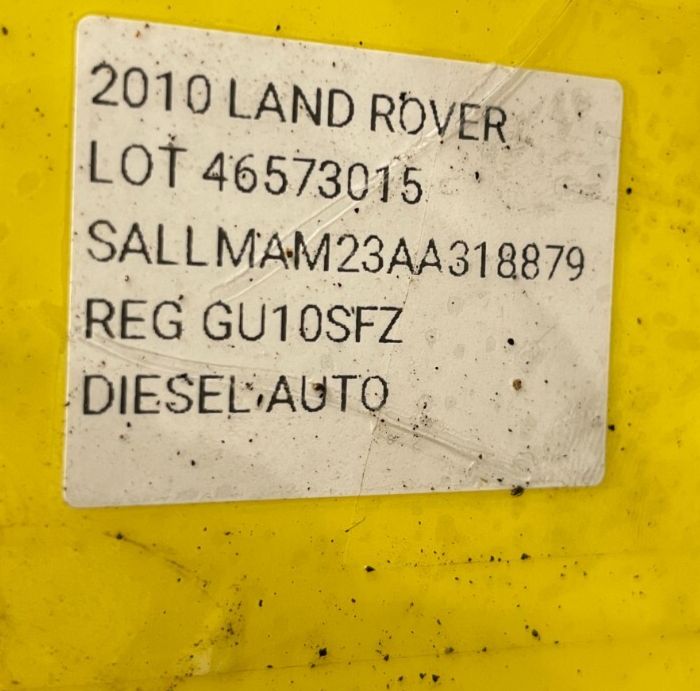 2010 LAND ROVER
LOT 46573015
SALLMAM23AA318879
REG GU10SFZ
DIESEL AUTO